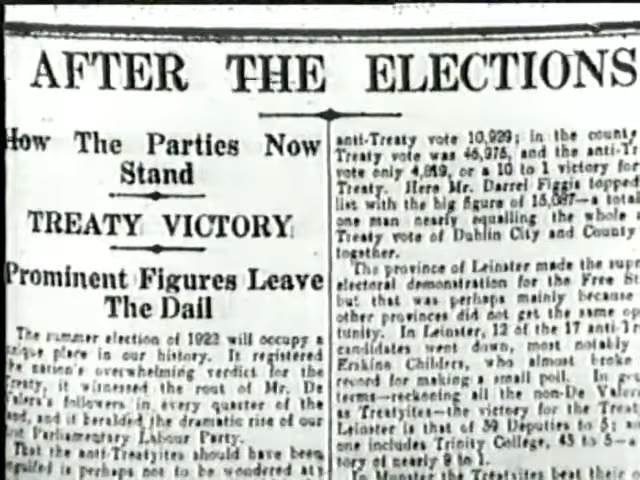 AFTER THE ELECTIONS
How The Parties Now
Stand
TREATY VICTORY
Prominent Figures Leave
The Dail
The summer election of 1922 will occupy a
unique place in our history. It registered
the nation's overwhelming verdict for the
Treaty, it witnessed the rout of Mr. De
Valera's followers in every quarter of the
land, and it heralded the dramatic rise of our
Parliamentary Labour Party.
That the anti-Treatyites should have been
is perhaps not to be wondered at
anti-Treaty vote 10,929; in the county
Treaty vote was 46,975, and the anti-Tr
vote only 4,819, or a 10 to 1 victory for
Treaty. Here Mr. Darrel Figgis topped
list with the big figure of 15,087—a total
one man nearly equalling the whole
Treaty vote of Dublin City and County
together.
The province of Leinster made the supr
electoral demonstration for the Free St
but that was perhaps mainly because
other provinces did not get the same op
tunity. In Leinster, 12 of the 17 anti-Tr
candidates went down, most notably
Erskine Childers, who almost broke
record for making a small poll. In ge
terms—reckoning all the non-De Valer
as Treatyites—the victory for the Treat
Leinster is that of 39 Deputies to 5; a
one includes Trinity College, 43 to 5—a
tory of nearly 9 to 1.
In Munster the Treatyites beat their o